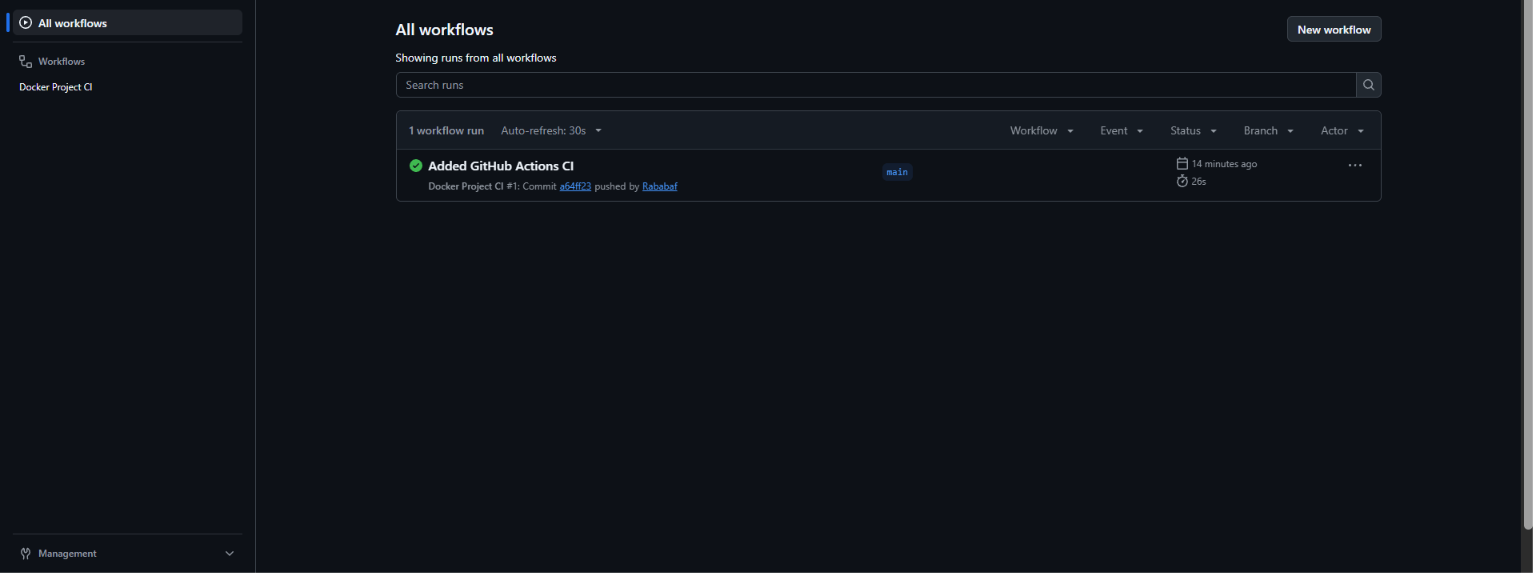 All workflows
Workflows
Docker Project CI
Management
All workflows
New workflow
Showing runs from all workflows
Search runs
1 workflow run Auto-refresh: 30s Workflow Event Status Branch Actor
Added GitHub Actions CI
Docker Project CI #1: Commit a64ff23 pushed by Rababaf
main
14 minutes ago
26s